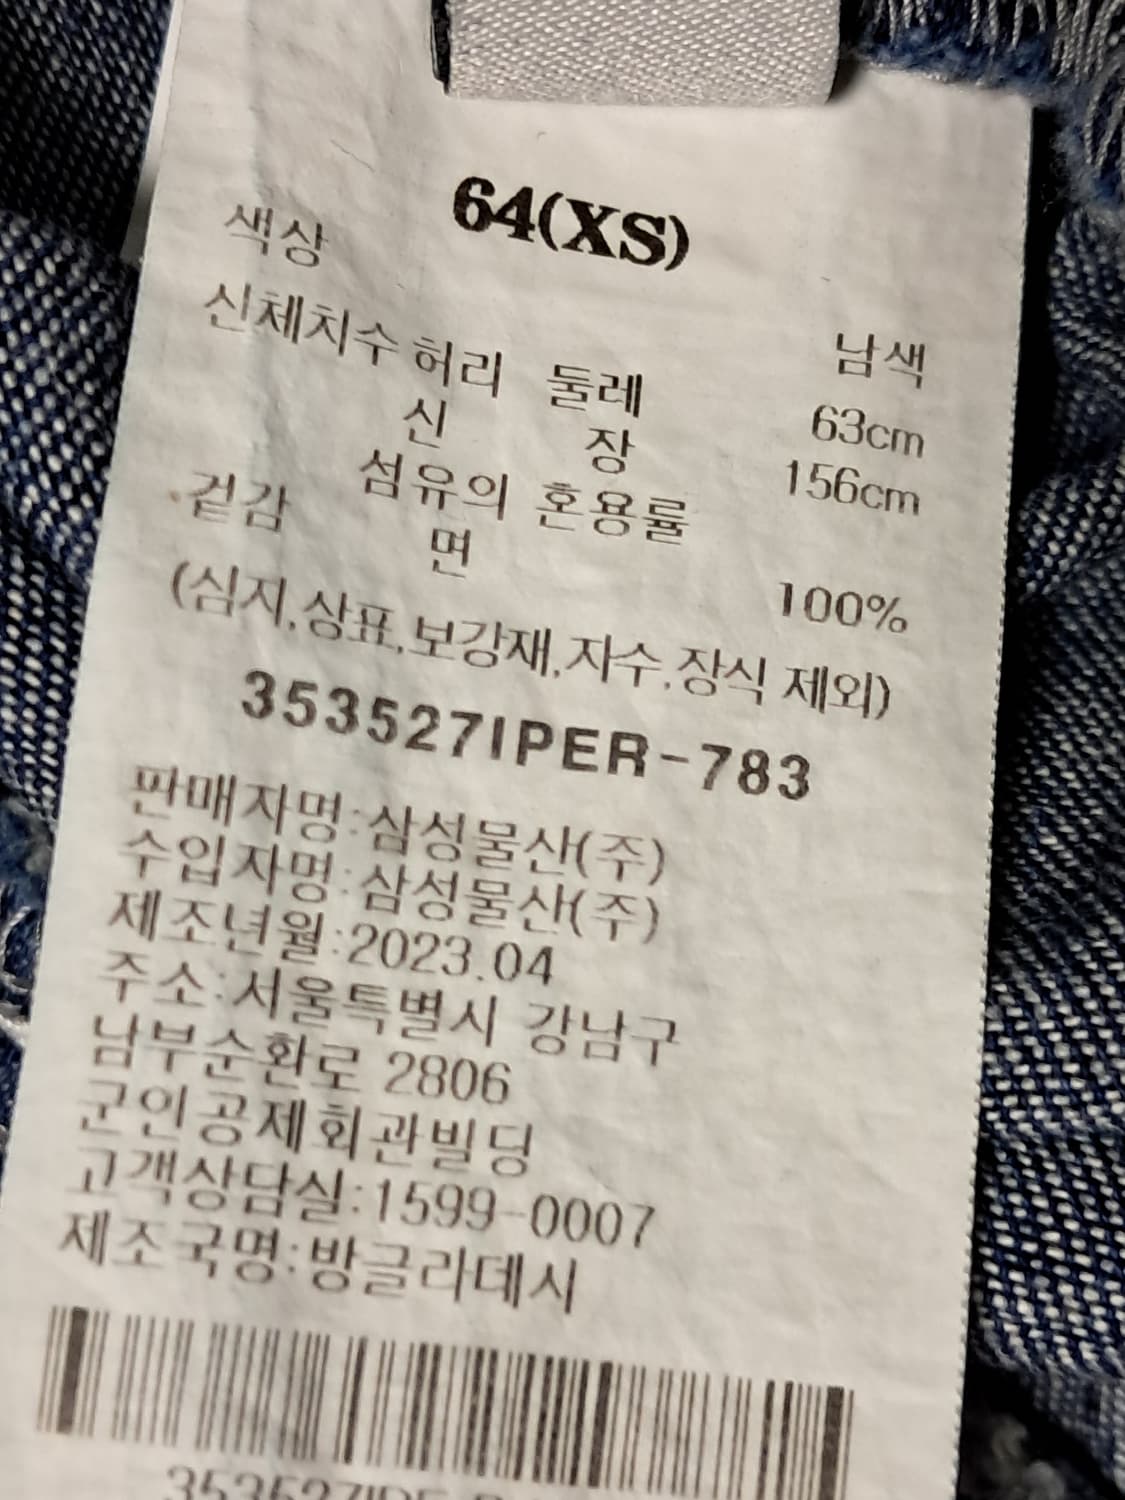 64(XS)
색상 남색
신체치수 허리 둘레 63cm
신 장 156cm
섬유의 혼용률
겉감 면 100%
(심지,상표,보강재,자수,장식 제외)
353527IPER-783
판매자명:삼성물산(주)
수입자명:삼성물산(주)
제조년월:2023.04
주소:서울특별시 강남구
남부순환로 2806
군인공제회관빌딩
고객상담실:1599-0007
제조국명:방글라데시